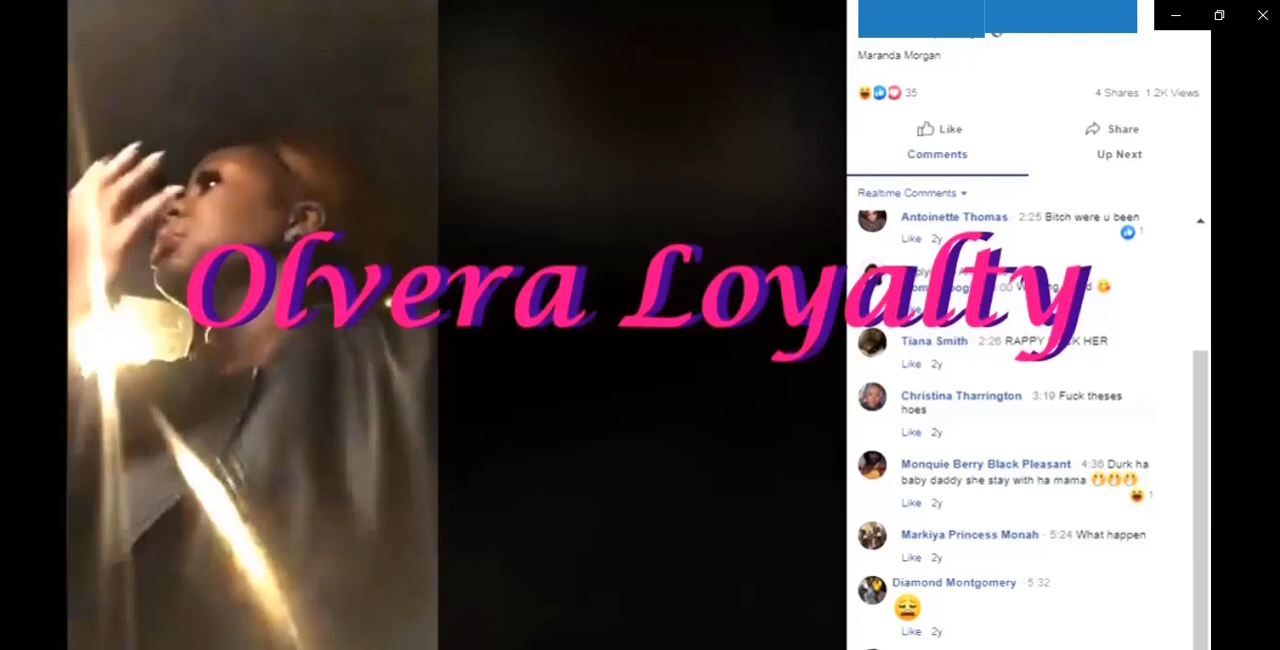 Maranda Morgan
35
4 Shares 1.2K Views
Like
Share
Comments
Up Next
Realtime Comments
Antoinette Thomas · 2:25 Bitch were u been
1
Like 2y
Olvera Loyalty
Tiana Smith · 2:26 RAPPY HER
Like 2y
Christina Tharrington · 3:19 Fuck theses
hoes
Like 2y
Monquie Berry Black Pleasant · 4:36 Durk ha
baby daddy she stay with ha mama
1
Like 2y
Markiya Princess Monah · 5:24 What happen
Like 2y
Diamond Montgomery · 5:32
Like 2y